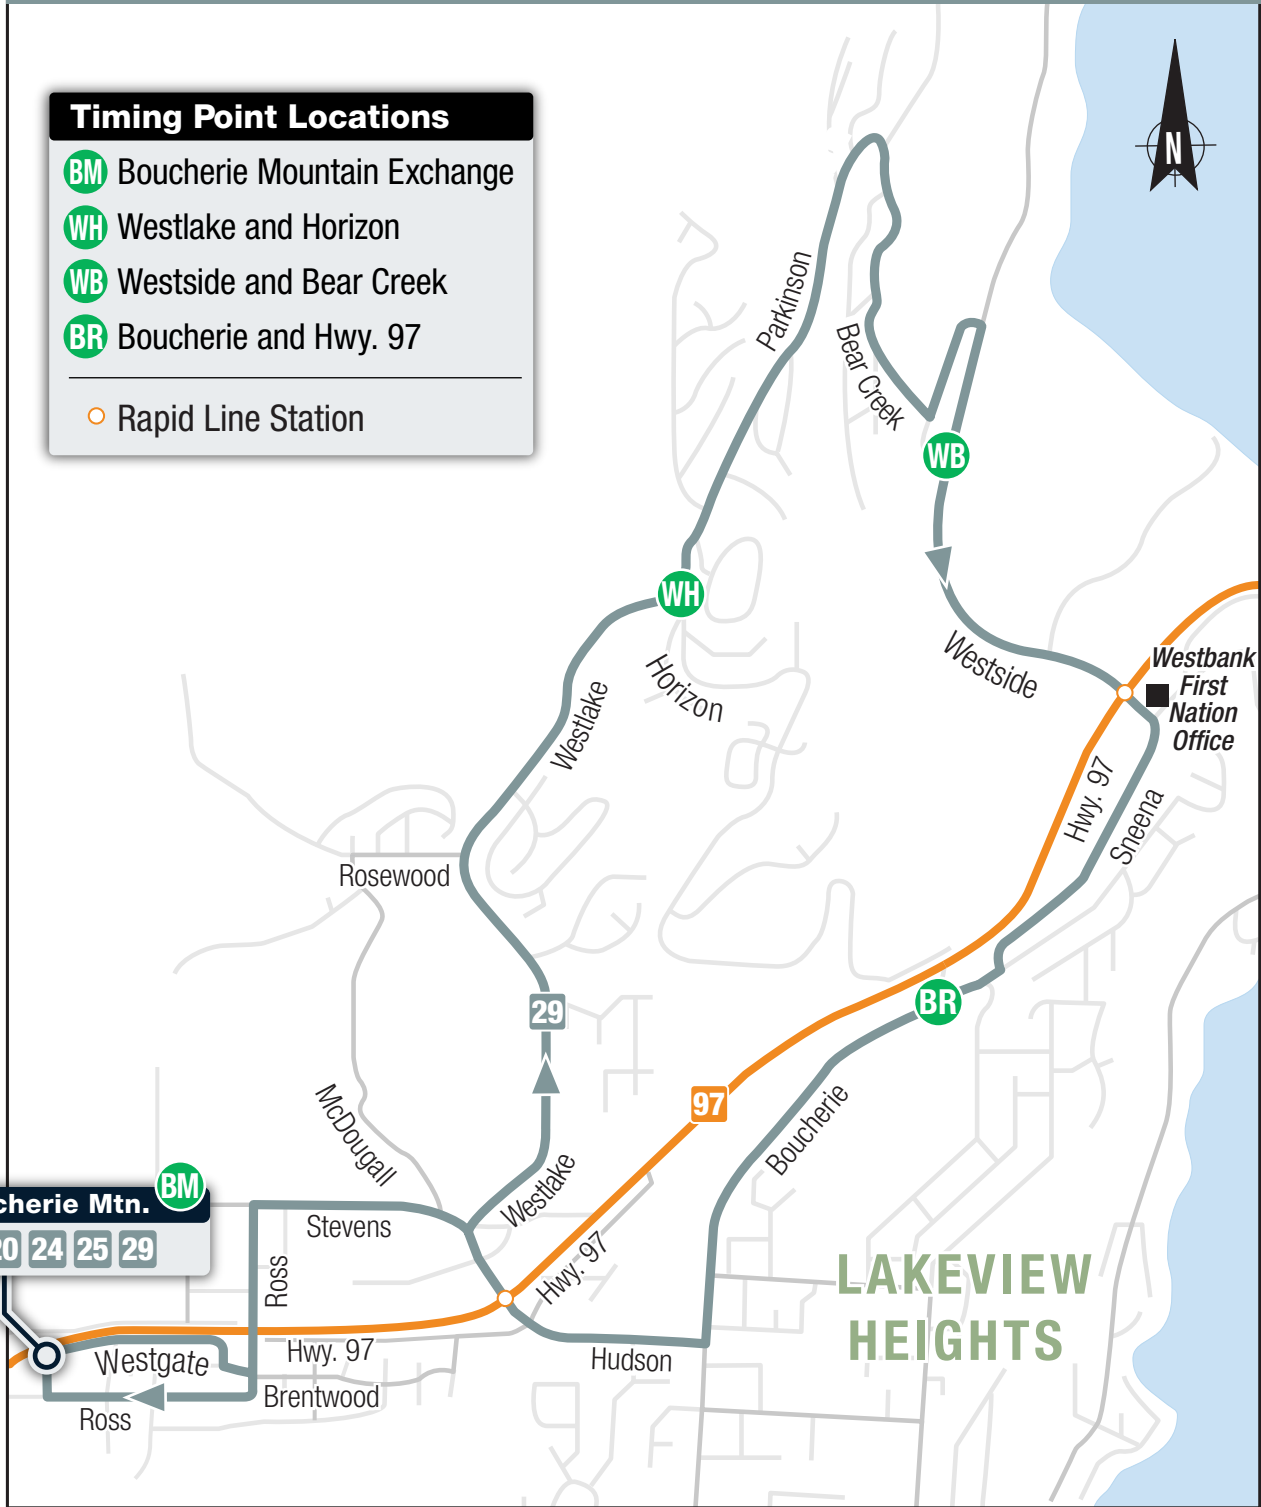 Timing Point Locations
BM Boucherie Mountain Exchange
WH Westlake and Horizon
WB Westside and Bear Creek
BR Boucherie and Hwy. 97
Rapid Line Station
N
Parkinson
Bear Creek
WB
WH
Horizon
Westside
Westbank
First
Nation
Office
Westlake
Hwy. 97
Sneena
Rosewood
29
BR
97
McDougall
Boucherie
BM
cherie Mtn.
20 24 25 29
Westlake
Stevens
Ross
Hwy. 97
LAKEVIEW
HEIGHTS
Hwy. 97
Westgate
Hudson
Brentwood
Ross